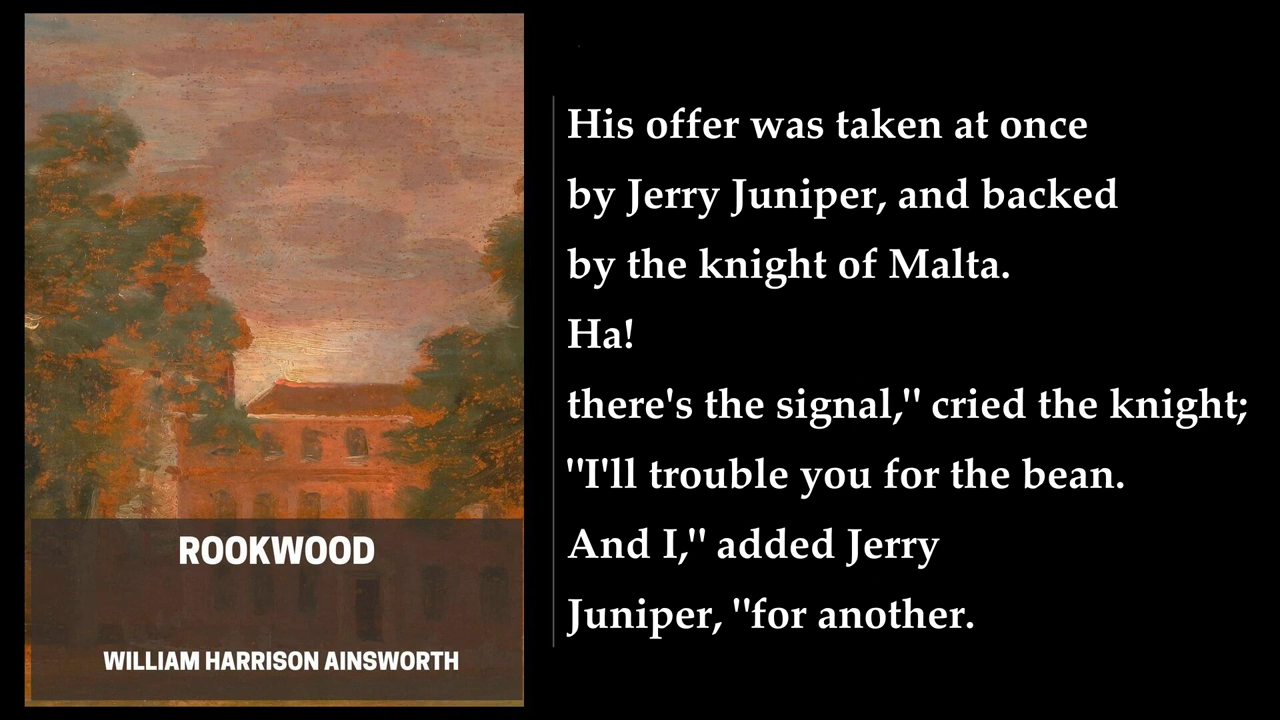 ROOKWOOD
WILLIAM HARRISON AINSWORTH
His offer was taken at once
by Jerry Juniper, and backed
by the knight of Malta.
Ha!
there's the signal," cried the knight;
"I'll trouble you for the bean.
And I," added Jerry
Juniper, "for another.